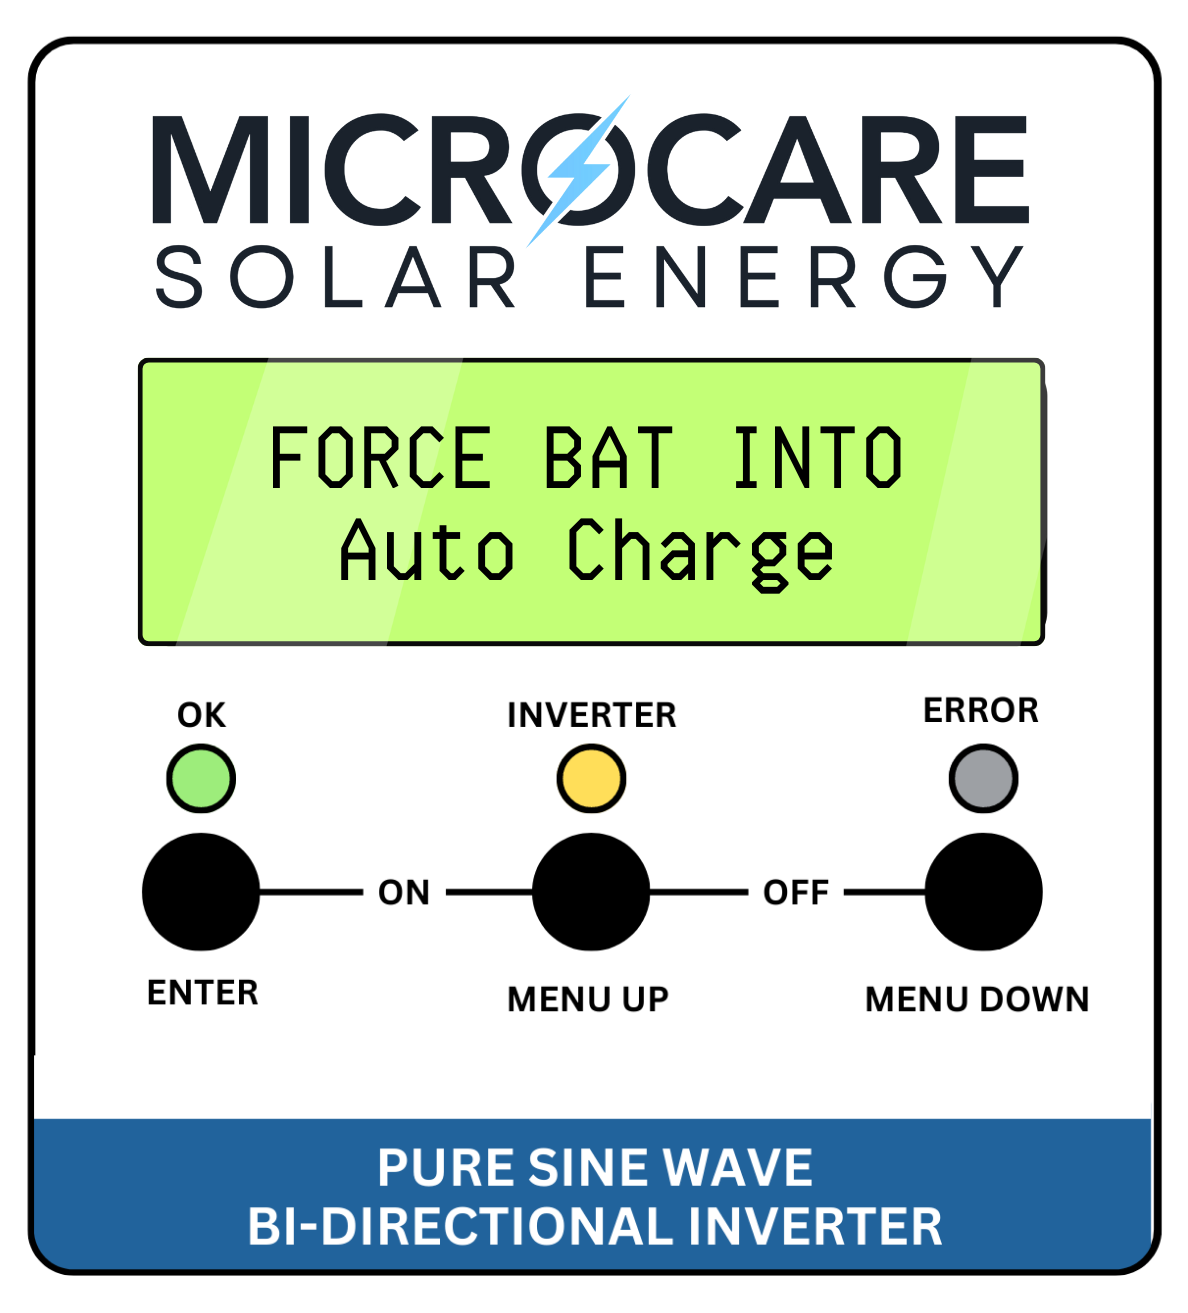 MICROCARE
SOLAR ENERGY
FORCE BAT INTO
Auto Charge
OK INVERTER ERROR
ON OFF
ENTER MENU UP MENU DOWN
PURE SINE WAVE
BI-DIRECTIONAL INVERTER